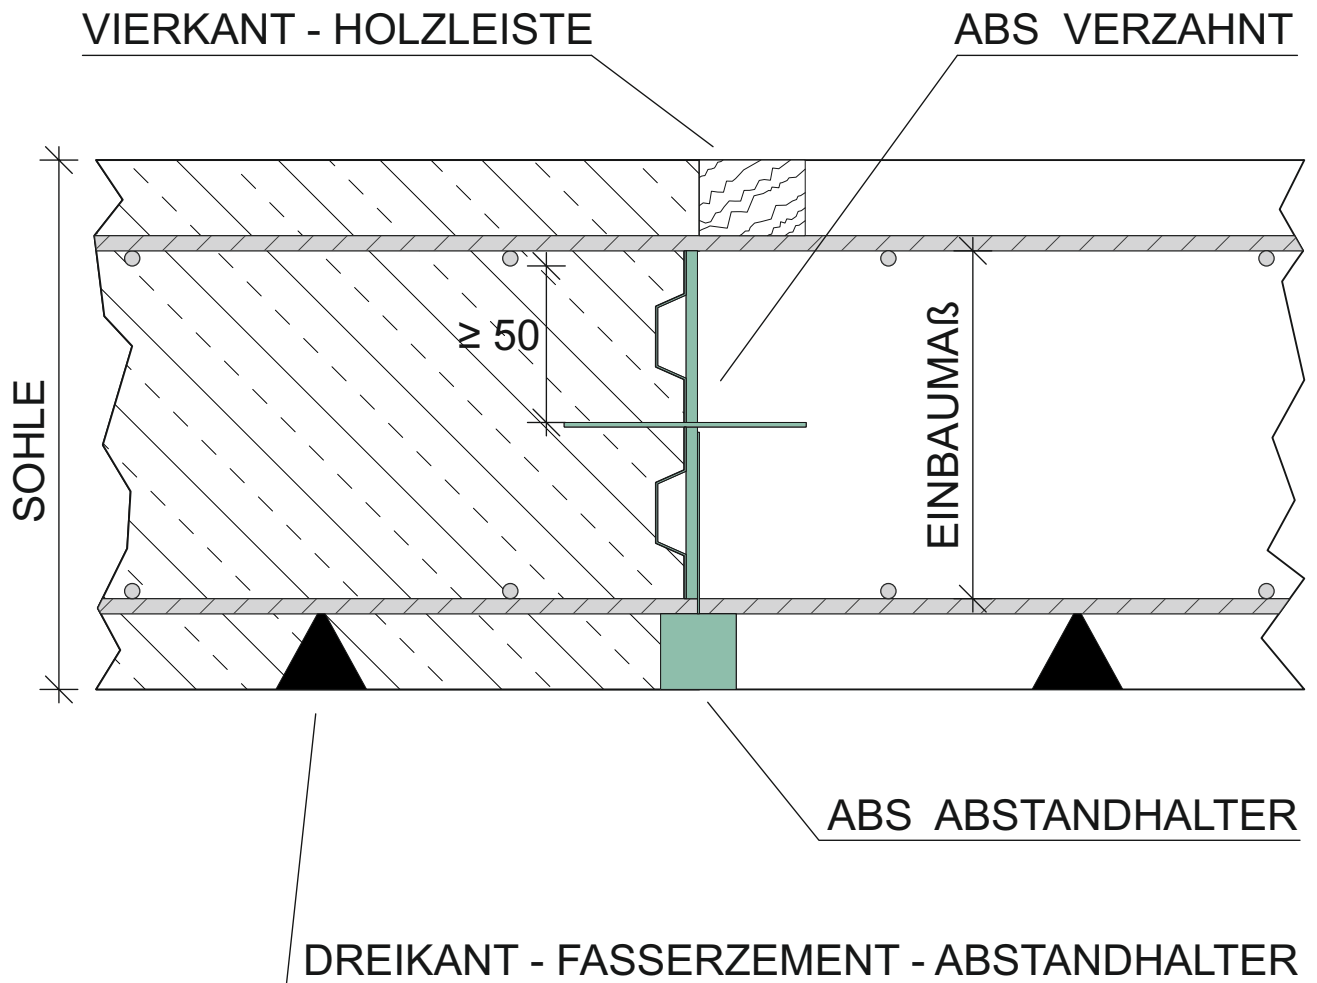 VIERKANT - HOLZLEISTE
ABS VERZAHNT
≥ 50
EINBAUMAß
SOHLE
ABS ABSTANDHALTER
DREIKANT - FASSERZEMENT - ABSTANDHALTER